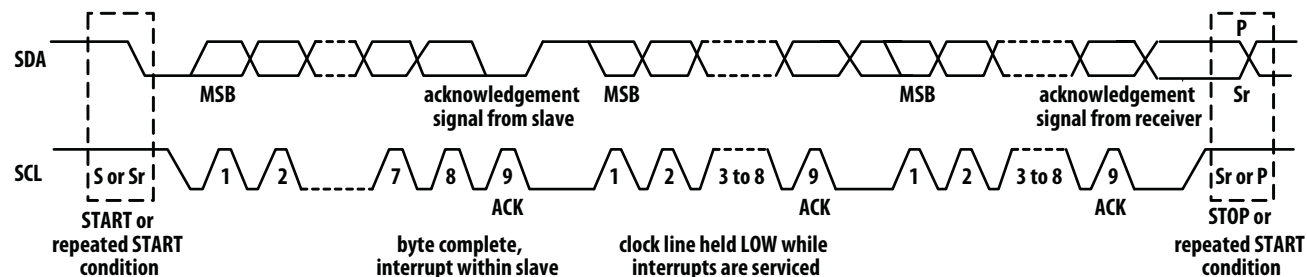 P
SDA
MSB
acknowledgement
signal from slave
MSB
MSB
acknowledgement
signal from receiver
Sr
SCL
S or Sr
1
2
7
8
9
1
2
3 to 8
9
1
2
3 to 8
9
Sr or P
ACK
ACK
ACK
START or
repeated START
condition
byte complete,
interrupt within slave
clock line held LOW while
interrupts are serviced
STOP or
repeated START
condition